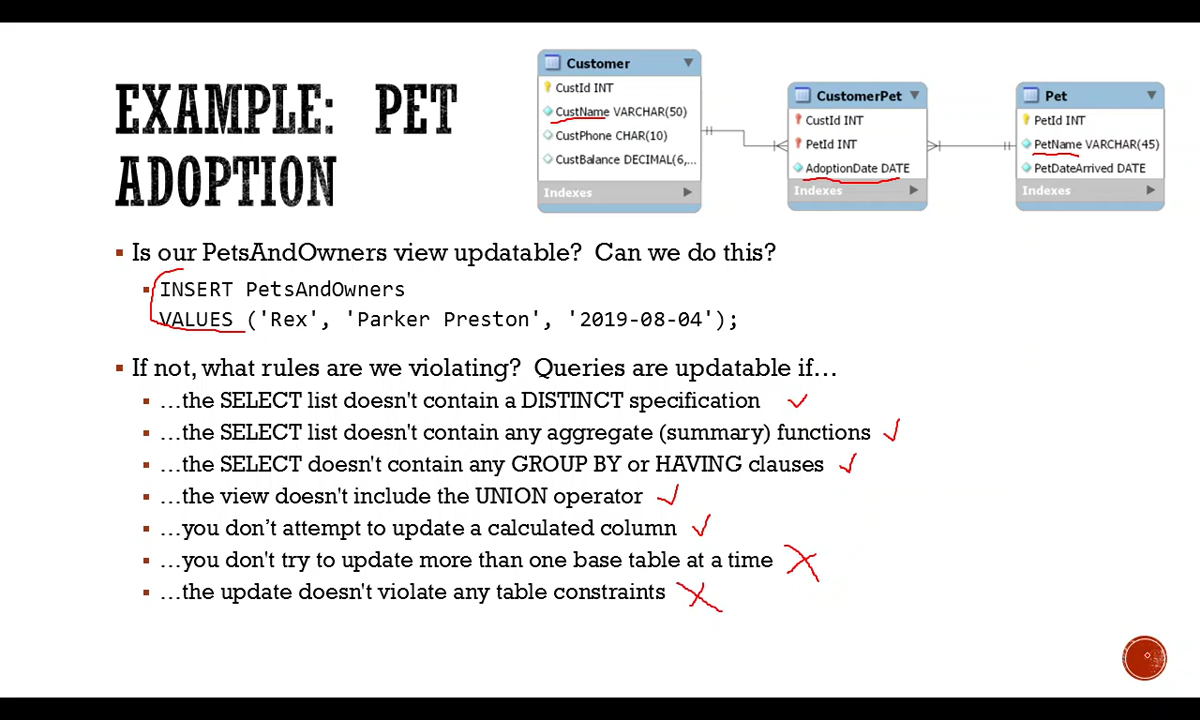 EXAMPLE: PET
ADOPTION
Customer
CustId INT
CustName VARCHAR(50)
CustPhone CHAR(10)
CustBalance DECIMAL(6,...
Indexes
CustomerPet
CustId INT
PetId INT
AdoptionDate DATE
Indexes
Pet
PetId INT
PetName VARCHAR(45)
PetDateArrived DATE
Indexes
Is our PetsAndOwners view updatable? Can we do this?
INSERT PetsAndOwners
VALUES ('Rex', 'Parker Preston', '2019-08-04');
If not, what rules are we violating? Queries are updatable if…
…the SELECT list doesn't contain a DISTINCT specification
…the SELECT list doesn't contain any aggregate (summary) functions
…the SELECT doesn't contain any GROUP BY or HAVING clauses
…the view doesn't include the UNION operator
…you don’t attempt to update a calculated column
…you don't try to update more than one base table at a time
…the update doesn't violate any table constraints